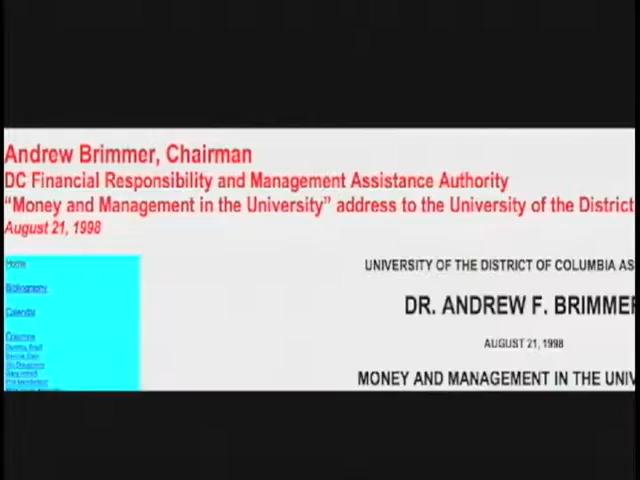 Andrew Brimmer, Chairman
DC Financial Responsibility and Management Assistance Authority
“Money and Management in the University” address to the University of the District
August 21, 1998
Home
Bibliography
Calendar
Columns
UNIVERSITY OF THE DISTRICT OF COLUMBIA AS
DR. ANDREW F. BRIMMER
AUGUST 21, 1998
MONEY AND MANAGEMENT IN THE UNIV